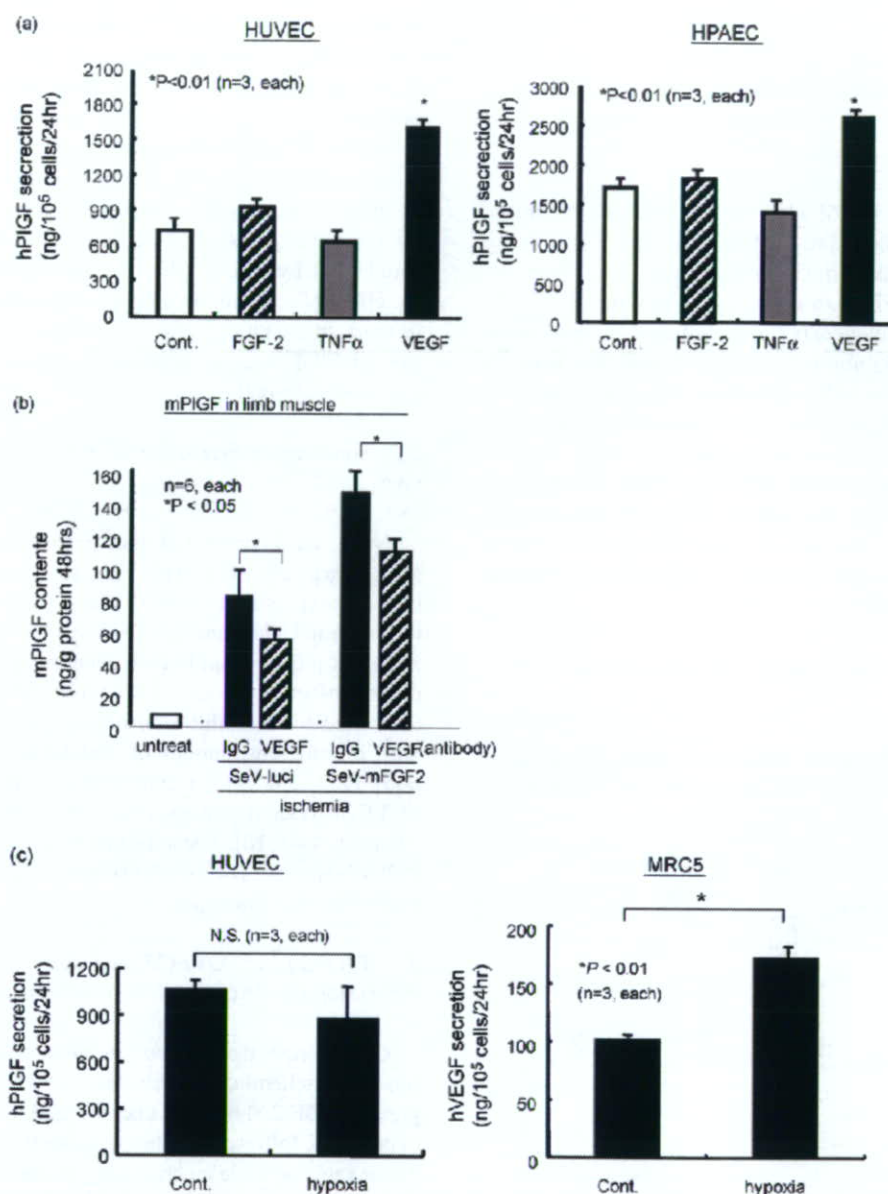 (a)
HUVEC
hPlGF secrection
(ng/10⁵ cells/24hr)
2100
1800
1500
1200
900
600
300
0
*P<0.01 (n=3, each)
*
Cont.
FGF-2
TNFα
VEGF
HPAEC
hPlGF secrection
(ng/10⁵ cells/24hr)
3000
2500
2000
1500
1000
500
0
*P<0.01 (n=3, each)
*
Cont.
FGF-2
TNFα
VEGF
(b)
mPlGF in limb muscle
mPlGF contente
(ng/g protein 48hrs)
160
140
120
100
80
60
40
20
0
n=6, each
*P < 0.05
*
*
untreat
IgG VEGF
IgG VEGF (antibody)
SeV-luci
SeV-mFGF2
ischemia
(c)
HUVEC
hPlGF secretion
(ng/10⁵ cells/24hr)
1200
900
600
300
0
N.S. (n=3, each)
Cont.
hypoxia
MRC5
hVEGF secretion
(ng/10⁵ cells/24hr)
200
150
100
50
0
*
*P < 0.01
(n=3, each)
Cont.
hypoxia